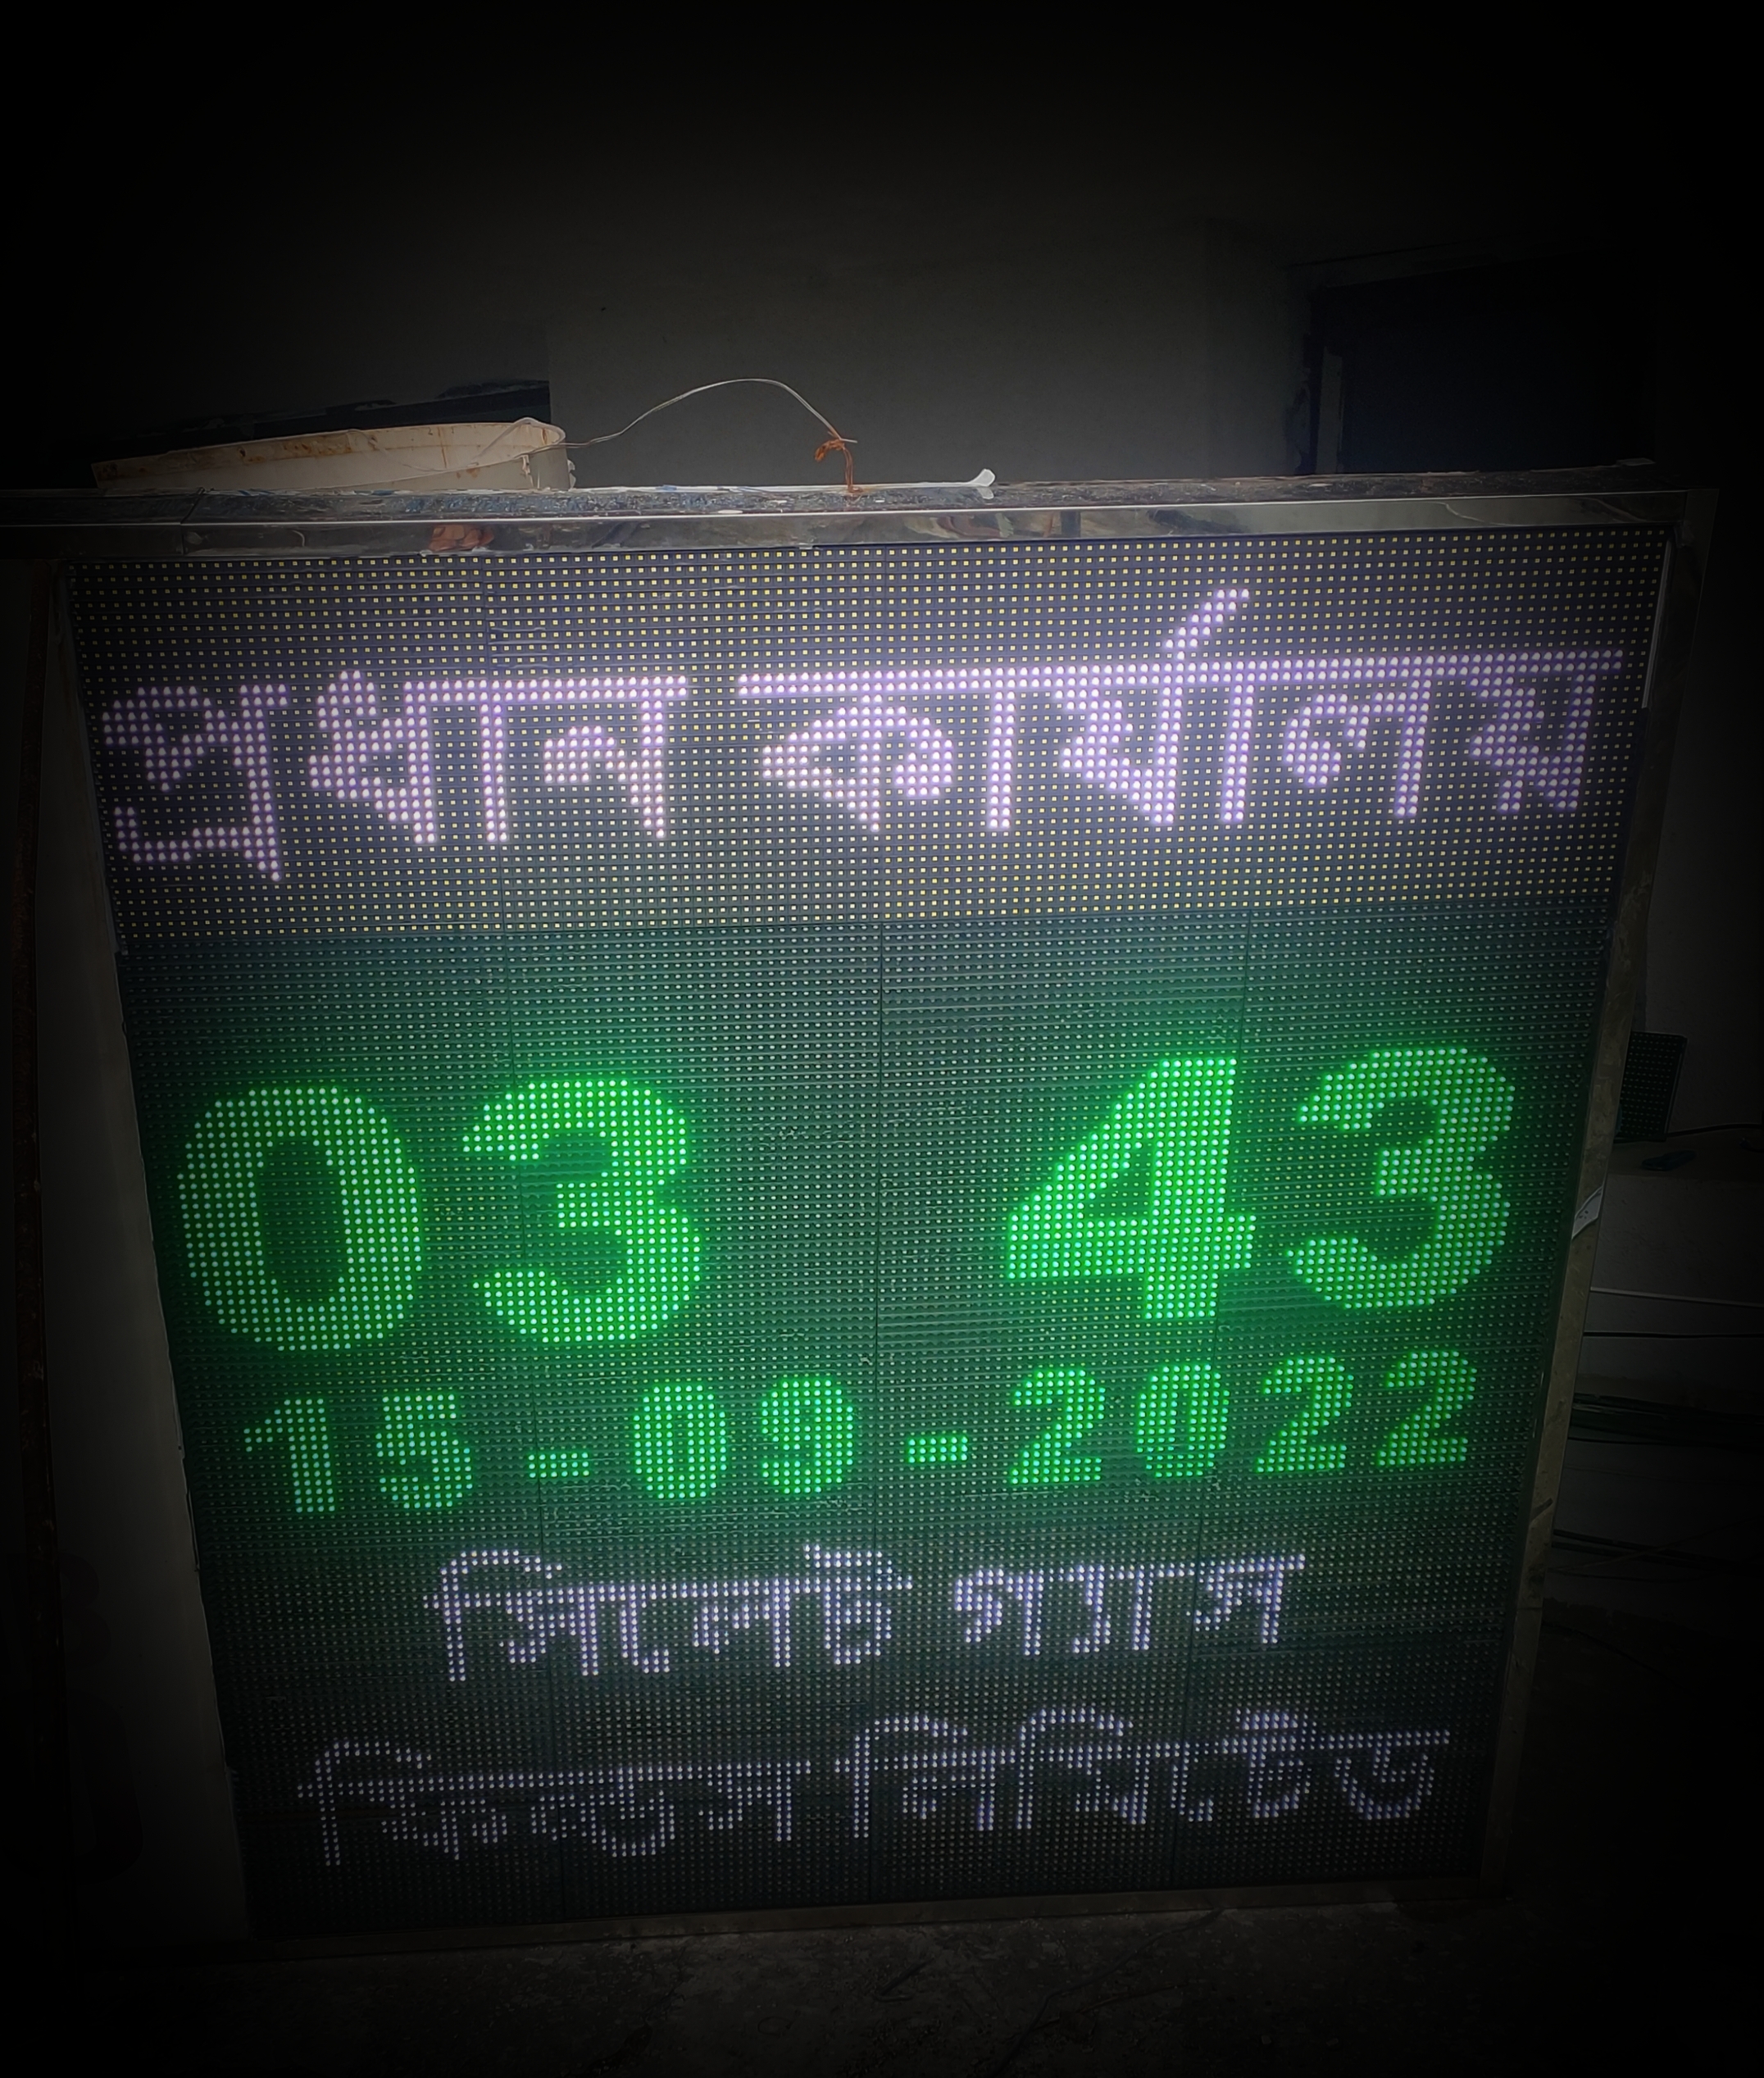 প্রধান কার্যালয়
03 43
15-09-2022
সিলেট গ্যাস
ফিল্ডস লিমিটেড